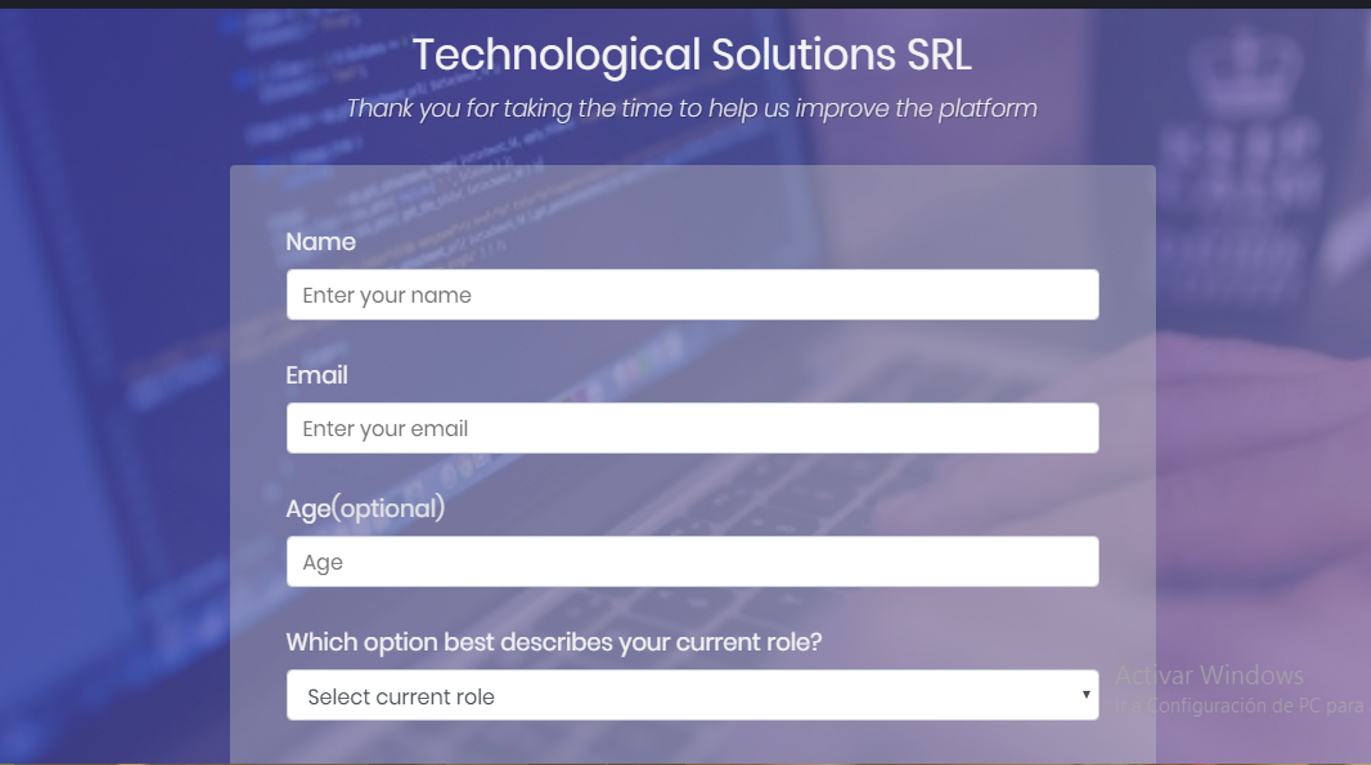 Technological Solutions SRL
Thank you for taking the time to help us improve the platform
Name
Enter your name
Email
Enter your email
Age(optional)
Age
Which option best describes your current role?
Select current role
Activar Windows
Ir a Configuración de PC para